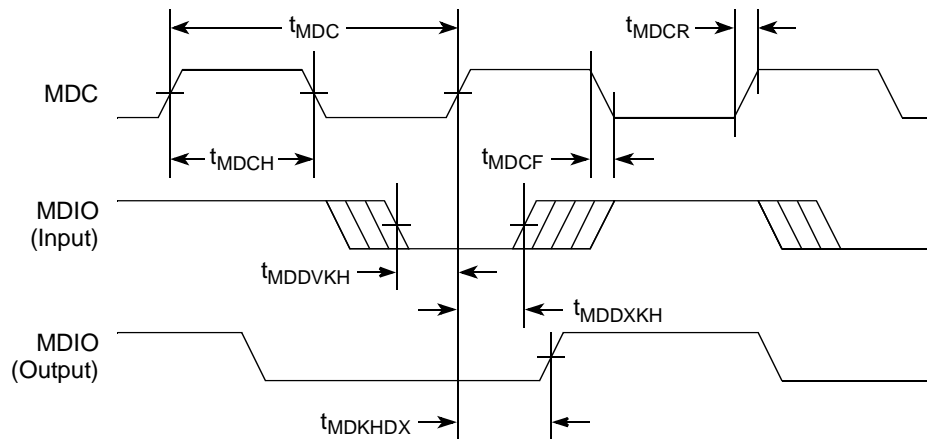 tMDC
tMDCR
MDC
tMDCH
tMDCF
MDIO
(Input)
tMDDVKH
tMDDXKH
MDIO
(Output)
tMDKHDX